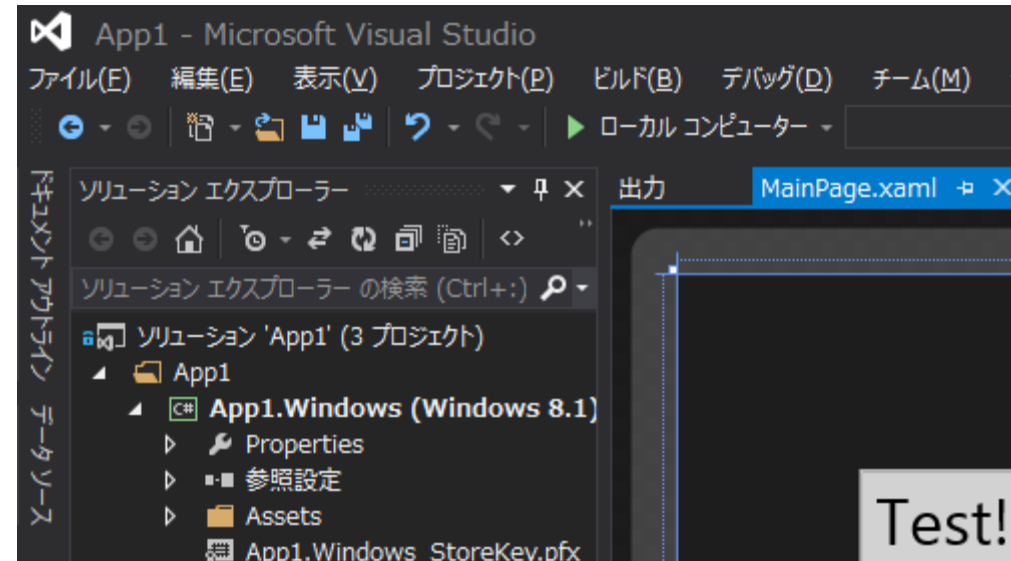 App1 - Microsoft Visual Studio
ファイル(F) 編集(E) 表示(V) プロジェクト(P) ビルド(B) デバッグ(D) チーム(M)
ローカル コンピューター
ドキュメント アウトライン
データ ソース
ソリューション エクスプローラー
出力
MainPage.xaml
ソリューション エクスプローラー の検索 (Ctrl+:)
ソリューション 'App1' (3 プロジェクト)
App1
C# App1.Windows (Windows 8.1)
Properties
参照設定
Assets
App1.Windows_StoreKey.pfx
Test!